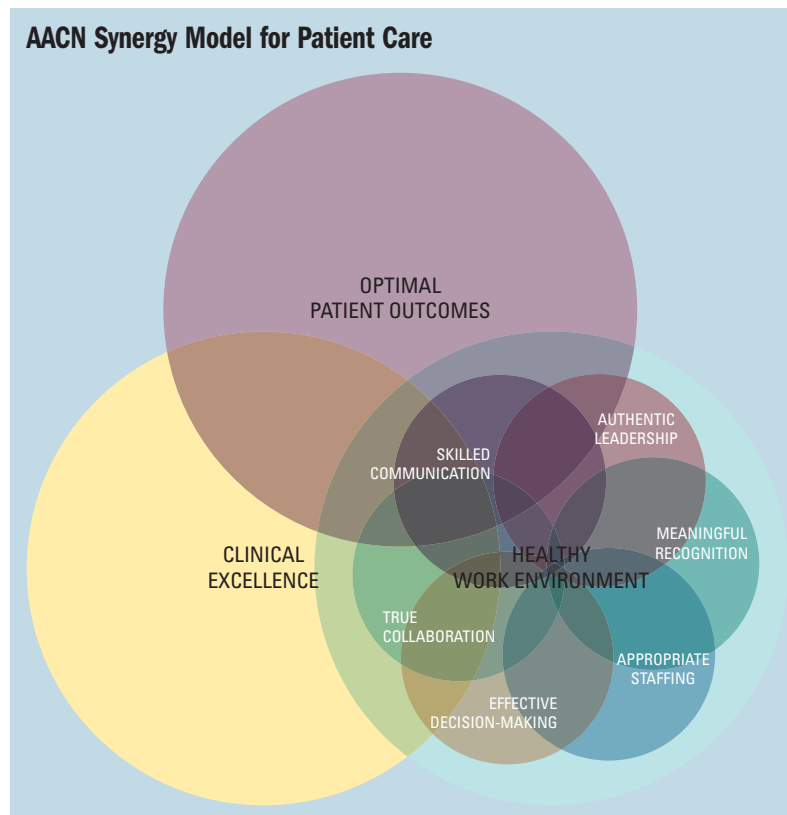 AACN Synergy Model for Patient Care
OPTIMAL
PATIENT OUTCOMES
AUTHENTIC
LEADERSHIP
SKILLED
COMMUNICATION
MEANINGFUL
RECOGNITION
CLINICAL
EXCELLENCE
HEALTHY
WORK ENVIRONMENT
TRUE
COLLABORATION
APPROPRIATE
STAFFING
EFFECTIVE
DECISION-MAKING